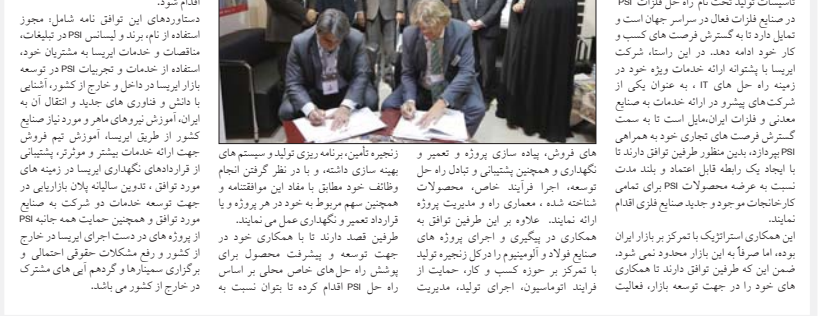 تاسیسات تولید تحت نام راه حل فلزات PSI
در صنایع فلزات فعال در سراسر جهان است و
تمایل دارد تا به گسترش فرصت های کسب و
کار خود ادامه دهد. در این راستا، شرکت
ایریسا با پشتوانه ارائه خدمات ویژه خود در
زمینه راه حل های IT ، به عنوان یکی از
شرکت های پیشرو در ارائه خدمات به صنایع
معدنی و فلزات ایران،مایل است تا به سمت
گسترش فرصت های تجاری خود به همراهی
PSI بپردازد، بدین منظور طرفین توافق دارند تا
با ایجاد یک رابطه قابل اعتماد و بلند مدت
نسبت به عرضه محصولات PSI برای تمامی
کارخانجات موجود و جدید صنایع فلزی اقدام
نمایند.
این همکاری استراتژیک با تمرکز بر بازار ایران
بوده، اما صرفاً به این بازار محدود نمی شود.
ضمن این که طرفین توافق دارند تا همکاری
های خود را در جهت توسعه بازار، فعالیت
های فروش، پیاده سازی پروژه و تعمیر و
نگهداری و همچنین پشتیبانی و تبادل راه حل
توسعه، اجرا فرآیند خاص، محصولات
شناخته شده ، معماری راه و مدیریت پروژه
ارائه نمایند. علاوه بر این طرفین توافق به
همکاری در پیگیری و اجرای پروژه های
صنایع فولاد و آلومینیوم را درکل زنجیره تولید
با تمرکز بر حوزه کسب و کار، حمایت از
فرایند اتوماسیون، اجرای تولید، مدیریت
زنجیره تأمین، برنامه ریزی تولید و سیستم های
بهینه سازی داشته، و با در نظر گرفتن انجام
وظائف خود مطابق با مفاد این موافقتنامه و
همچنین سهم مربوط به خود در هر پروژه و یا
قرارداد تعمیر و نگهداری عمل می نمایند.
طرفین قصد دارند تا با همکاری خود در
جهت توسعه و پیشرفت محصول برای
پوشش راه حل های خاص محلی بر اساس
راه حل PSI اقدام کرده تا بتوان نسبت به
اقدام شود.
دستاوردهای این توافق نامه شامل: مجوز
استفاده از نام، برند و لیسانس PSI در تبلیغات،
مناقصات و خدمات ایریسا به مشتریان خود،
استفاده از خدمات و تجربیات PSI در توسعه
بازار ایریسا در داخل و خارج از کشور، آشنایی
با دانش و فناوری های جدید و انتقال آن به
ایران، آموزش نیروهای ماهر و مورد نیاز صنایع
کشور از طریق ایریسا، آموزش تیم فروش
جهت ارائه خدمات بیشتر و موثرتر، پشتیبانی
از قراردادهای نگهداری ایریسا در زمینه های
مورد توافق ، تدوین سالیانه پلان بازاریابی در
جهت توسعه خدمات دو شرکت به صنایع
مورد توافق و همچنین حمایت همه جانبه PSI
از پروژه های در دست اجرای ایریسا در خارج
از کشور و رفع مشکلات حقوقی احتمالی و
برگزاری سمینارها و گردهم آیی های مشترک
در خارج از کشور می باشد.